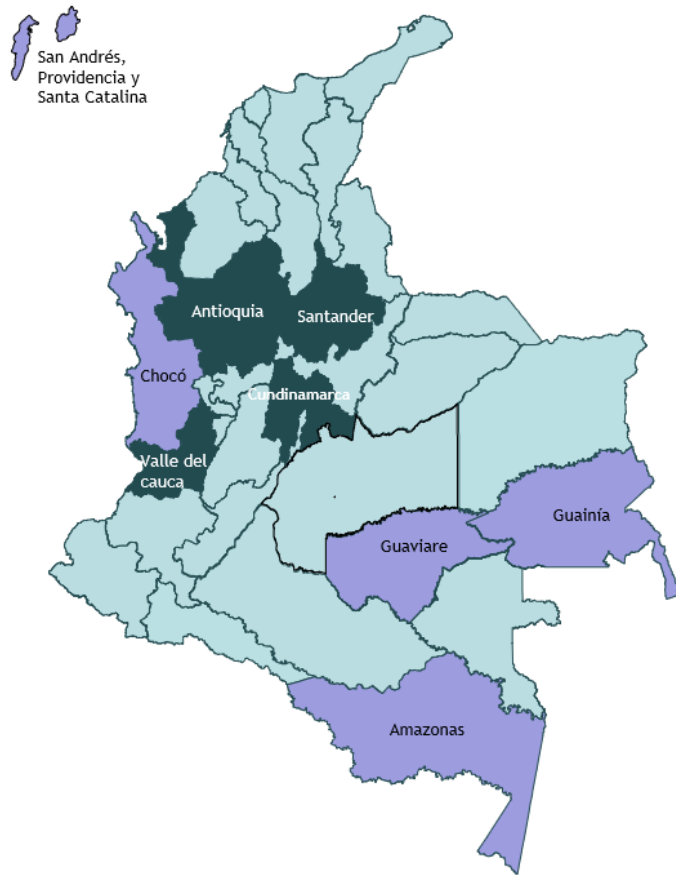 San Andrés,
Providencia y
Santa Catalina
Antioquia
Santander
Chocó
Cundinamarca
Valle del
cauca
Guainía
Guaviare
Amazonas